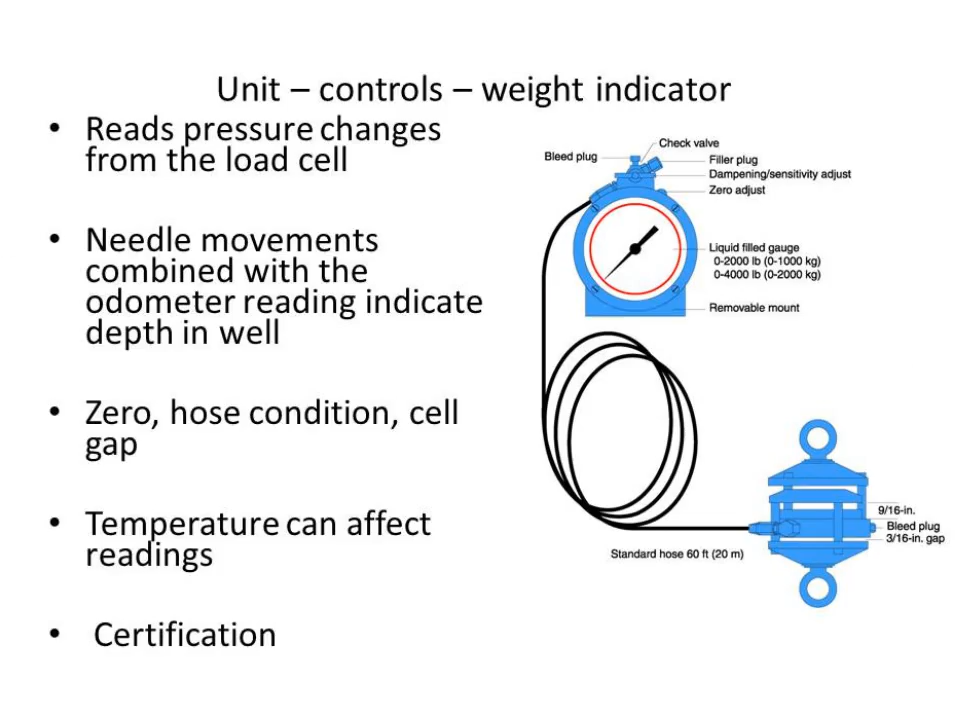 Unit – controls – weight indicator
• Reads pressure changes
from the load cell
• Needle movements
combined with the
odometer reading indicate
depth in well
• Zero, hose condition, cell
gap
• Temperature can affect
readings
• Certification
Check valve
Bleed plug
Filler plug
Dampening/sensitivity adjust
Zero adjust
Liquid filled gauge
0-2000 lb (0-1000 kg)
0-4000 lb (0-2000 kg)
Removable mount
9/16-in.
Bleed plug
3/16-in. gap
Standard hose 60 ft (20 m)